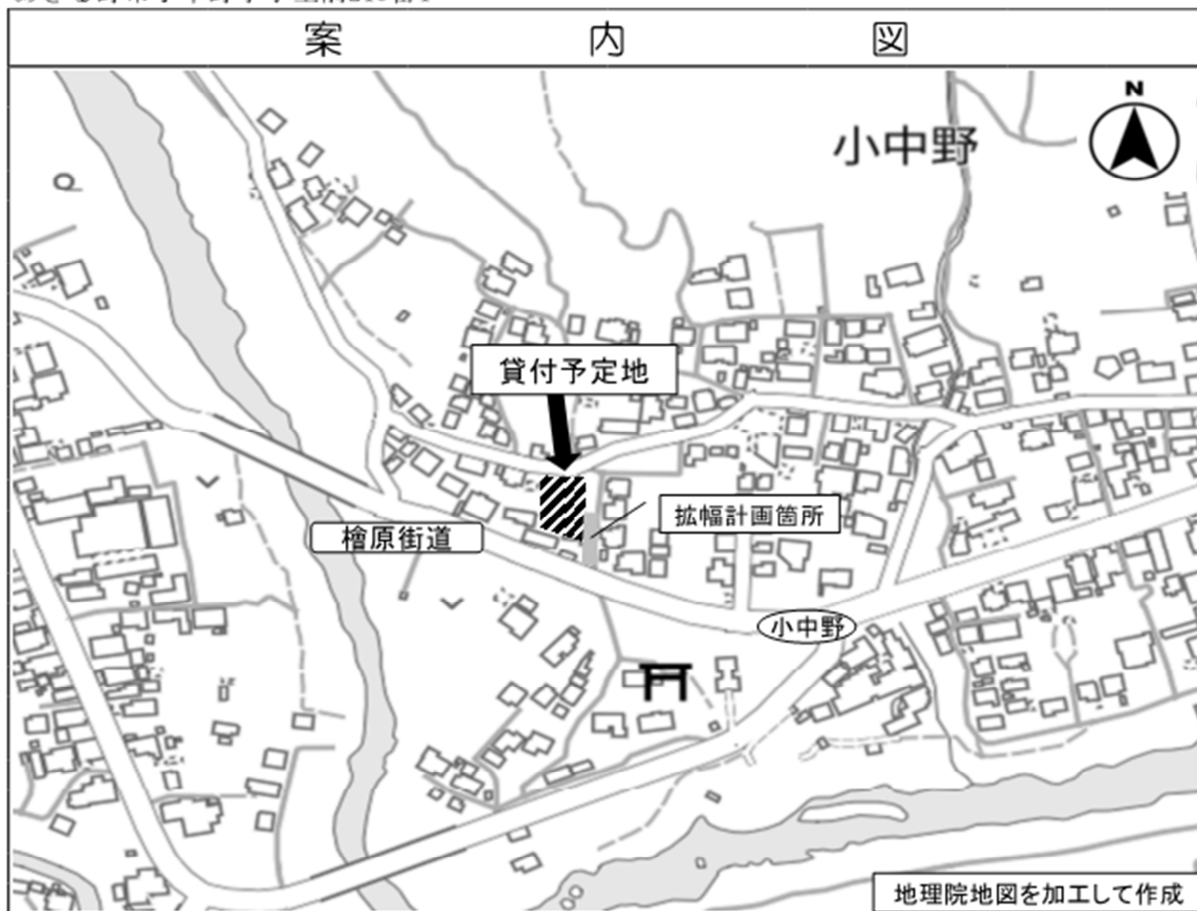 案内図
N
小中野
貸付予定地
拡幅計画箇所
檜原街道
小中野
地理院地図を加工して作成